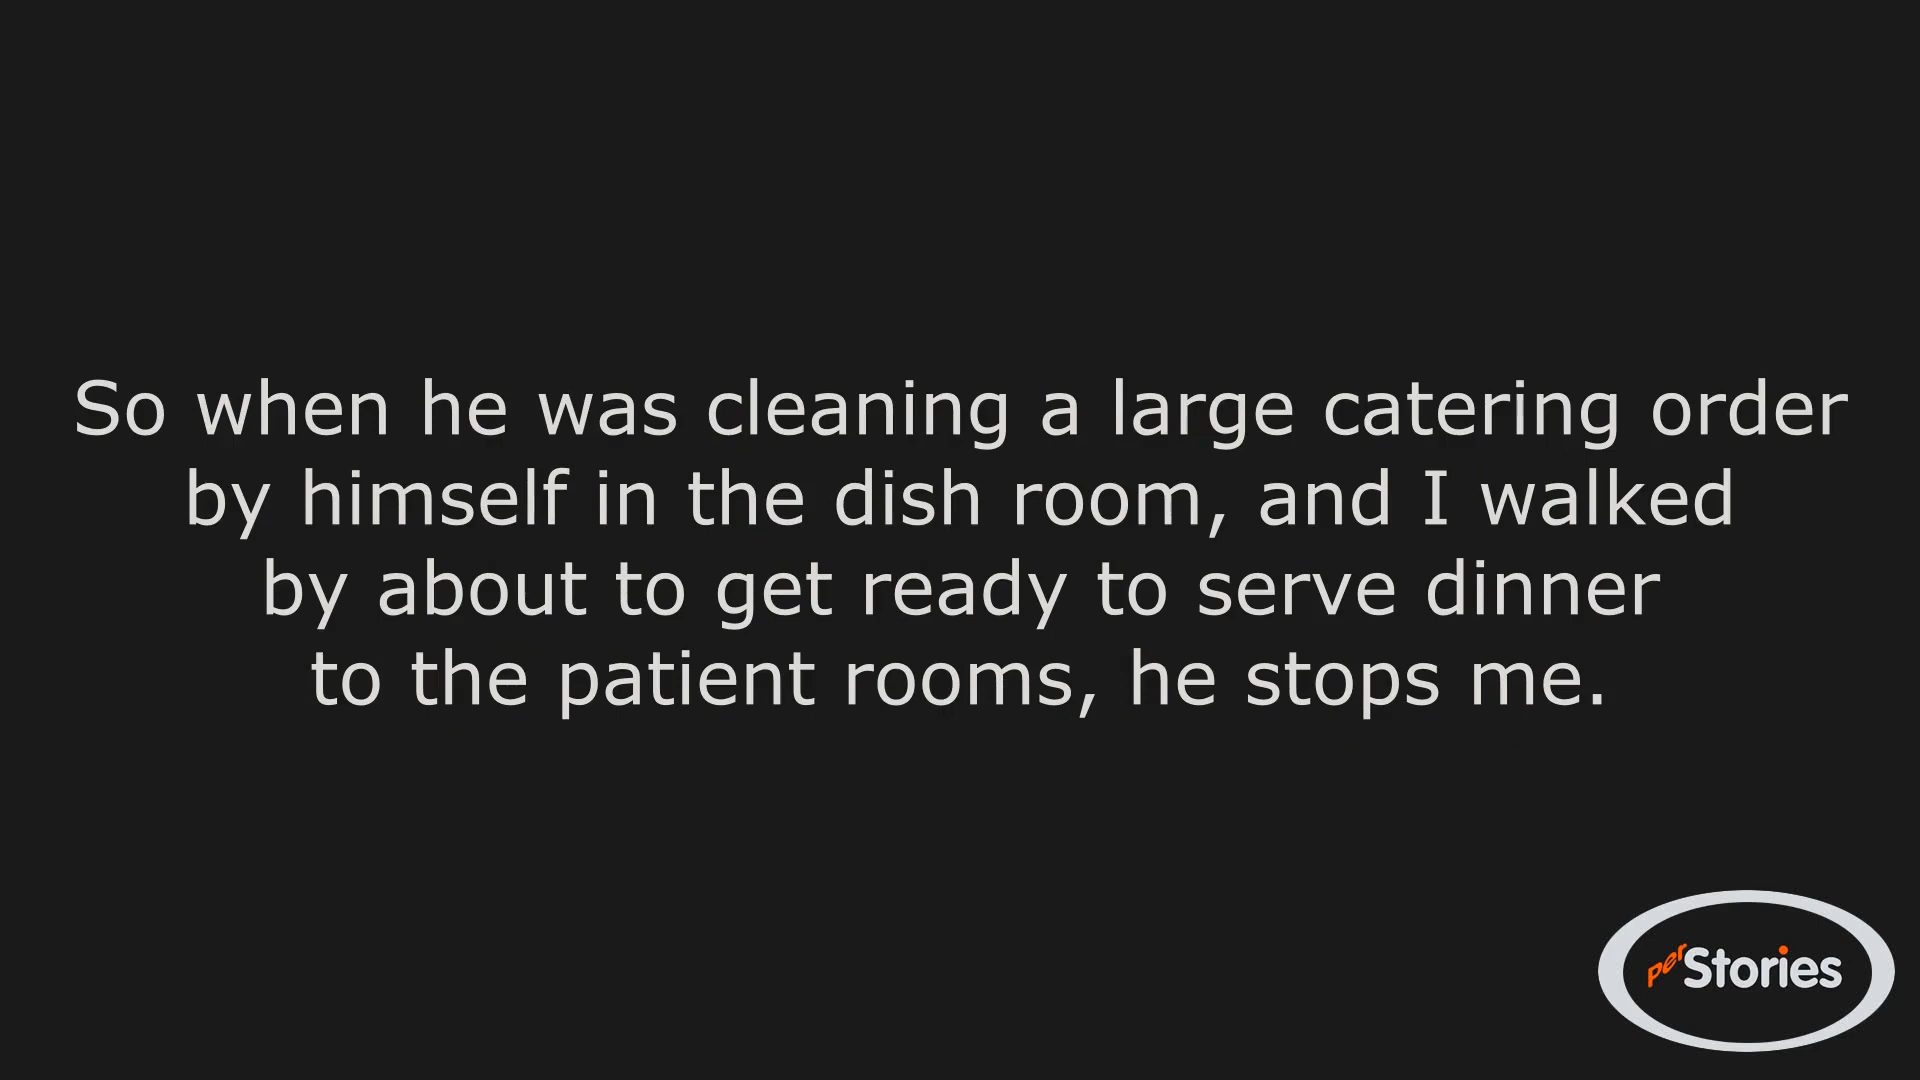 So when he was cleaning a large catering order
by himself in the dish room, and I walked
by about to get ready to serve dinner
to the patient rooms, he stops me.
perStories